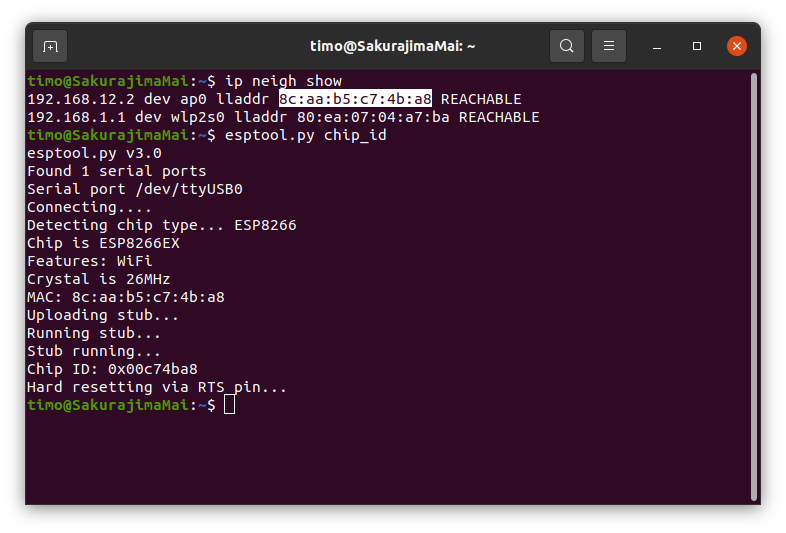 timo@SakurajimaMai: ~
timo@SakurajimaMai:~$ ip neigh show
192.168.12.2 dev ap0 lladdr 8c:aa:b5:c7:4b:a8 REACHABLE
192.168.1.1 dev wlp2s0 lladdr 80:ea:07:04:a7:ba REACHABLE
timo@SakurajimaMai:~$ esptool.py chip_id
esptool.py v3.0
Found 1 serial ports
Serial port /dev/ttyUSB0
Connecting....
Detecting chip type... ESP8266
Chip is ESP8266EX
Features: WiFi
Crystal is 26MHz
MAC: 8c:aa:b5:c7:4b:a8
Uploading stub...
Running stub...
Stub running...
Chip ID: 0x00c74ba8
Hard resetting via RTS pin...
timo@SakurajimaMai:~$